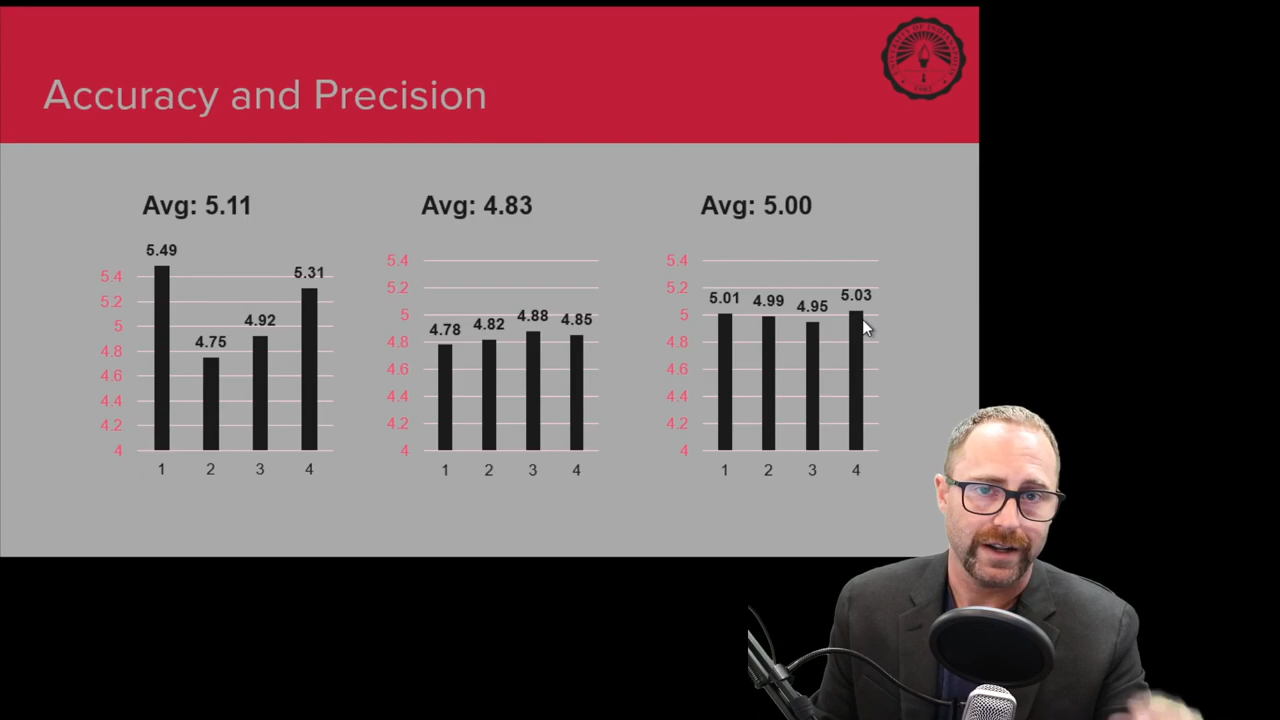 Accuracy and Precision
UNIVERSITY OF INDIANAPOLIS
1902
Avg: 5.11
5.49
5.31
4.92
4.75
5.4
5.2
5
4.8
4.6
4.4
4.2
4
1 2 3 4
Avg: 4.83
4.78 4.82 4.88 4.85
5.4
5.2
5
4.8
4.6
4.4
4.2
4
1 2 3 4
Avg: 5.00
5.01 4.99 4.95 5.03
5.4
5.2
5
4.8
4.6
4.4
4.2
4
1 2 3 4